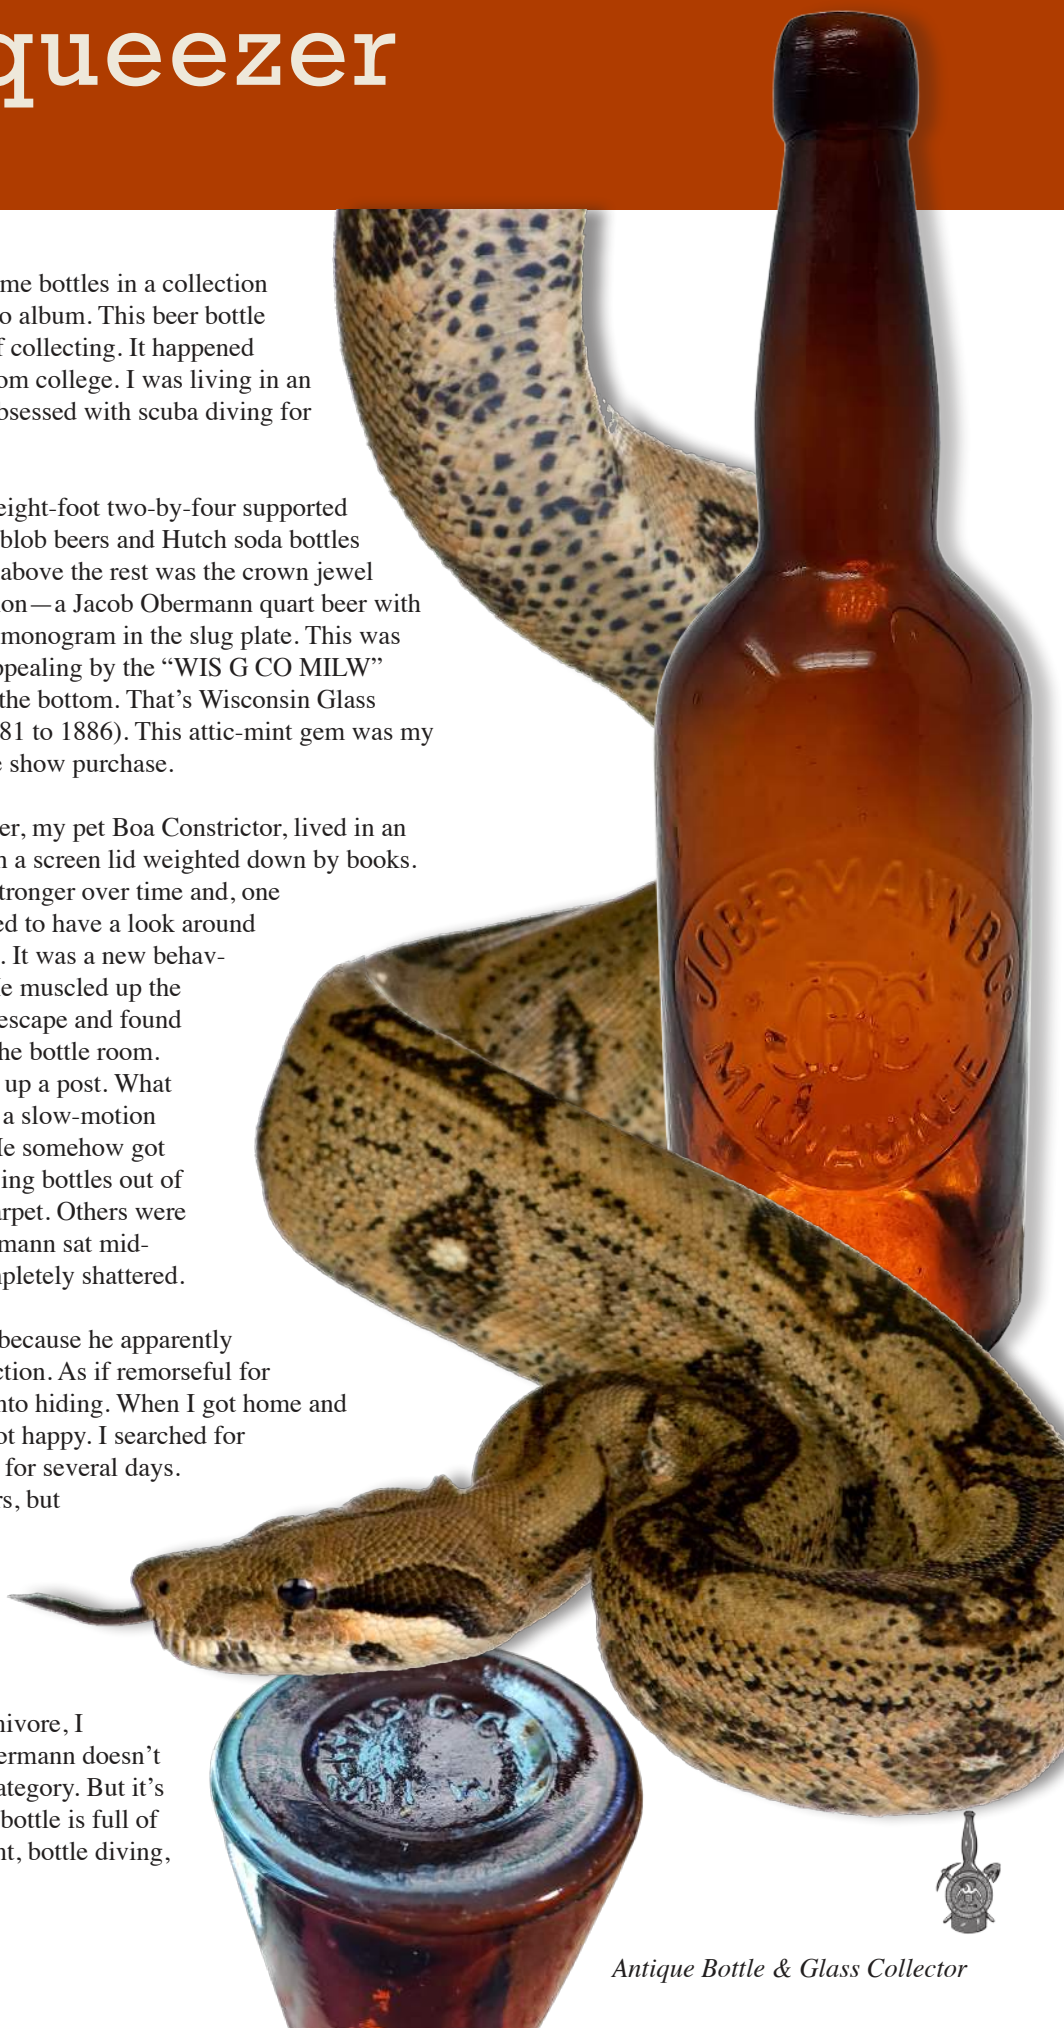 queezer
me bottles in a collection
o album. This beer bottle
f collecting. It happened
om college. I was living in an
bsessed with scuba diving for
eight-foot two-by-four supported
blob beers and Hutch soda bottles
above the rest was the crown jewel
on—a Jacob Obermann quart beer with
monogram in the slug plate. This was
ppealing by the “WIS G CO MILW”
the bottom. That’s Wisconsin Glass
81 to 1886). This attic-mint gem was my
e show purchase.
er, my pet Boa Constrictor, lived in an
h a screen lid weighted down by books.
tronger over time and, one
ed to have a look around
. It was a new behav-
e muscled up the
escape and found
he bottle room.
up a post. What
a slow-motion
He somehow got
ing bottles out of
arpet. Others were
mann sat mid-
pletely shattered.
because he apparently
ction. As if remorseful for
nto hiding. When I got home and
ot happy. I searched for
for several days.
rs, but
nivore, I
ermann doesn’t
ategory. But it’s
bottle is full of
nt, bottle diving,
J OBERMANN B Co
MILWAUKEE
WIS G Co
MILW
Antique Bottle & Glass Collector